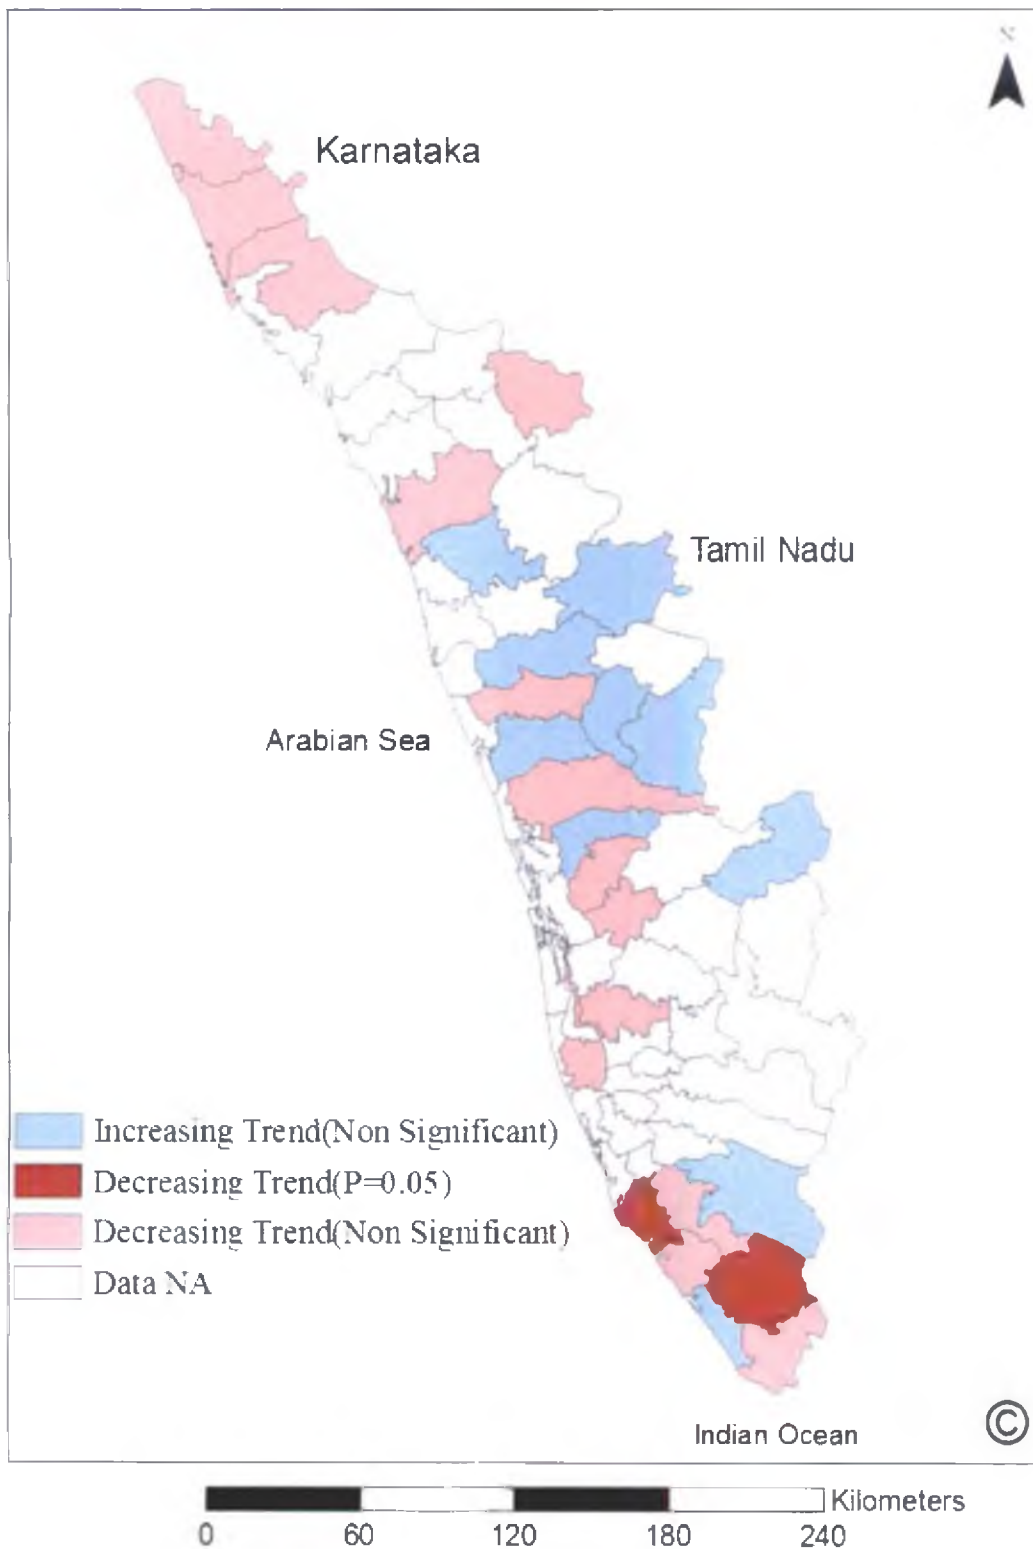 N
Karnataka
Tamil Nadu
Arabian Sea
Increasing Trend(Non Significant)
Decreasing Trend(P=0.05)
Decreasing Trend(Non Significant)
Data NA
Indian Ocean
©
Kilometers
0 60 120 180 240